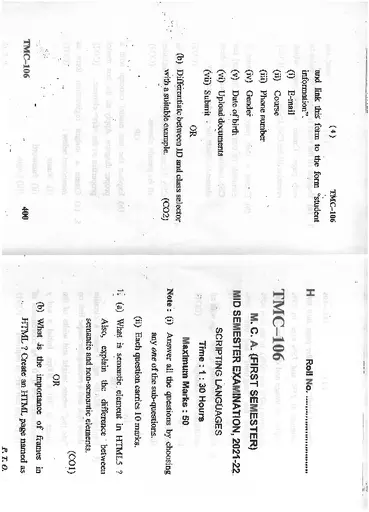 H
Roll No. ........................
TMC–106
M. C. A. (FIRST SEMESTER)
MID SEMESTER EXAMINATION, 2021-22
SCRIPTING LANGUAGES
Time : 1 : 30 Hours
Maximum Marks : 50
Note : (i) Answer all the questions by choosing
any one of the sub-questions.
(ii) Each question carries 10 marks.
1. (a) What is semantic element in HTML5 ?
Also, explain the difference between
semantic and non-semantic elements.
(CO1)
OR
(b) What is the importance of frames in
HTML ? Create an HTML page named as
P. T. O.
(4) TMC–106
and link this form to the form "student
information".
(i) E-mail
(ii) Course
(iii) Phone number
(iv) Gender
(v) Date of birth
(vi) Upload documents
(vii) Submit
OR
(b) Differentiate between ID and class selector
with a suitable example. (CO2)
TMC–106 400